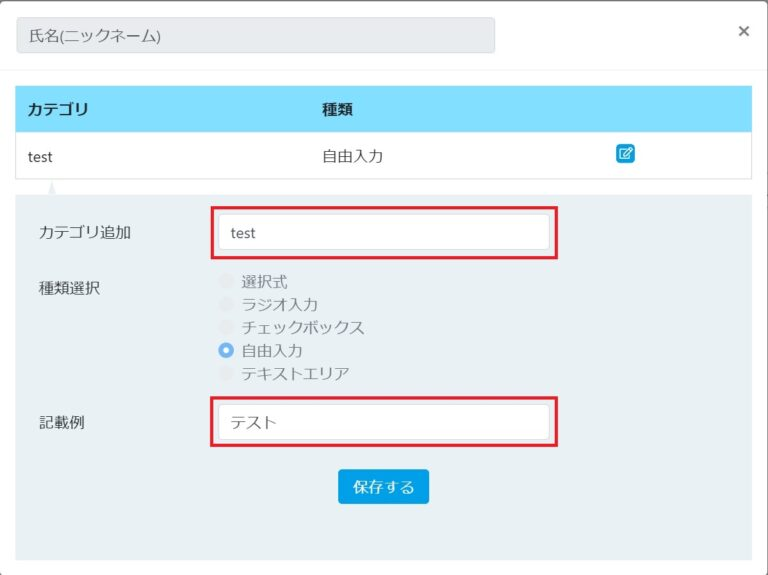 氏名(ニックネーム)
×
カテゴリ 種類
test 自由入力
カテゴリ追加 test
種類選択 選択式
ラジオ入力
チェックボックス
自由入力
テキストエリア
記載例 テスト
保存する